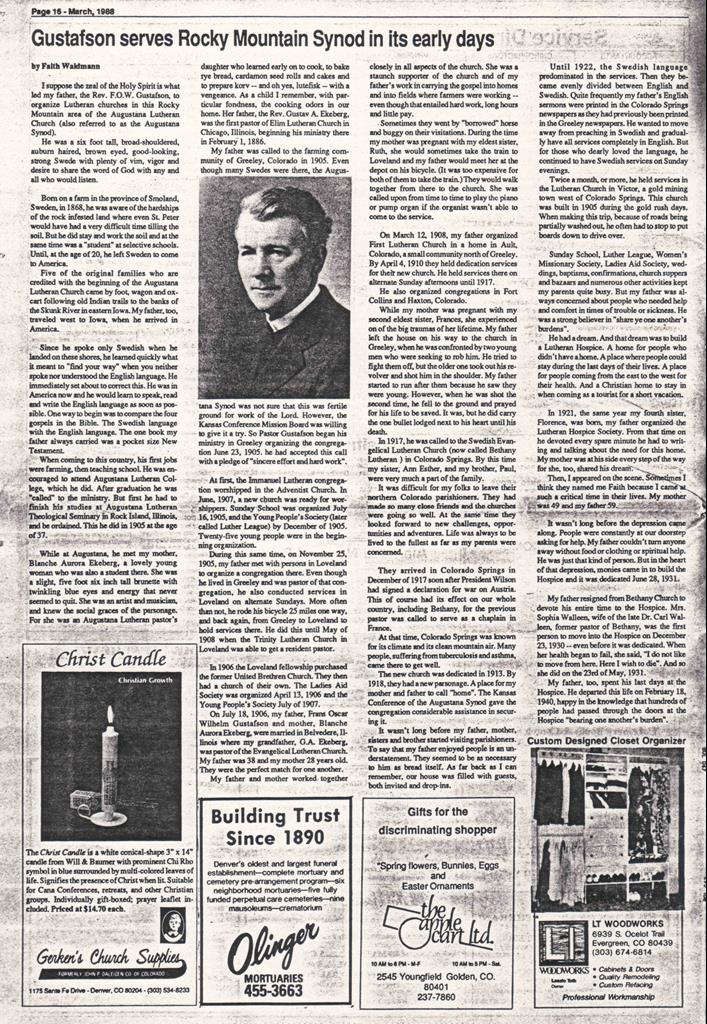 Page 16 - March, 1988
Gustafson serves Rocky Mountain Synod in its early days
by Faith Waldmann
I suppose the zeal of the Holy Spirit is what
led my father, the Rev. F.O.W. Gustafson, to
organize Lutheran churches in this Rocky
Mountain area of the Augustana Lutheran
Church (also referred to as the Augustana
Synod).
He was a six foot tall, broad-shouldered,
auburn haired, brown eyed, good-looking,
strong Swede with plenty of vim, vigor and
desire to share the word of God with any and
all who would listen.
Born on a farm in the province of Smoland,
Sweden, in 1868, he was aware of the hardships
of the rock infested land where even St. Peter
would have had a very difficult time tilling the
soil. But he did stay and work the soil and at the
same time was a "student" at selective schools.
Until, at the age of 20, he left Sweden to come
to America.
Five of the original families who are
credited with the beginning of the Augustana
Lutheran Church came by foot, wagon and ox-
cart following old Indian trails to the banks of
the Skunk River in eastern Iowa. My father, too,
traveled west to Iowa, when he arrived in
America.
Since he spoke only Swedish when he
landed on these shores, he learned quickly what
it meant to "find your way" when you neither
spoke nor understood the English language. He
immediately set about to correct this. He was in
America now and he would learn to speak, read
and write the English language as soon as pos-
sible. One way to begin was to compare the four
gospels in the Bible. The Swedish language
with the English language. The one book my
father always carried was a pocket size New
Testament.
When coming to this country, his first jobs
were farming, then teaching school. He was en-
couraged to attend Augustana Lutheran Col-
lege, which he did. After graduation he was
"called" to the ministry. But first he had to
finish his studies at Augustana Lutheran
Theological Seminary in Rock Island, Illinois,
and be ordained. This he did in 1905 at the age
of 37.
While at Augustana, he met my mother,
Blanche Aurora Ekeberg, a lovely young
woman who was also a student there. She was
a slight, five foot six inch tall brunette with
twinkling blue eyes and energy that never
seemed to quit. She was an artist and musician,
and knew the social graces of the parsonage.
For she was an Augustana Lutheran pastor's
daughter who learned early on to cook, to bake
rye bread, cardamon seed rolls and cakes and
to prepare korv -- and oh yes, lutefisk -- with a
vengeance. As a child I remember, with par-
ticular fondness, the cooking odors in our
home. Her father, the Rev. Gustav A. Ekeberg,
was the first pastor of Elim Lutheran Church in
Chicago, Illinois, beginning his ministry there
in February 1, 1886.
My father was called to the farming com-
munity of Greeley, Colorado in 1905. Even
though many Swedes were there, the Augus-
tana Synod was not sure that this was fertile
ground for work of the Lord. However, the
Kansas Conference Mission Board was willing
to give it a try. So Pastor Gustafson began his
ministry in Greeley organizing the congrega-
tion June 23, 1905. he had accepted this call
with a pledge of "sincere effort and hard work".
At first, the Immanuel Lutheran congrega-
tion worshipped in the Adventist Church. In
June, 1907, a new church was ready for wor-
shippers. Sunday School was organized July
16, 1905, and the Young People's Society (later
called Luther League) by December of 1905.
Twenty-five young people were in the begin-
ning organization.
During this same time, on November 25,
1905, my father met with persons in Loveland
to organize a congregation there. Even though
he lived in Greeley and was pastor of that con-
gregation, he also conducted services in
Loveland on alternate Sundays. More often
than not, he rode his bicycle 25 miles one way,
and back again, from Greeley to Loveland to
hold services there. He did this until May of
1908 when the Trinity Lutheran Church in
Loveland was able to get a resident pastor.
In 1906 the Loveland fellowship purchased
the former United Brethren Church. They then
had a church of their own. The Ladies Aid
Society was organized April 13, 1906 and the
Young People's Society July of 1907.
On July 18, 1906, my father, Frans Oscar
Wilhelm Gustafson and mother, Blanche
Aurora Ekeberg, were married in Belvedere, Il-
linois where my grandfather, G.A. Ekeberg,
was pastor of the Evangelical Lutheran Church.
My father was 38 and my mother 28 years old.
They were the perfect match for one another.
My father and mother worked together
closely in all aspects of the church. She was a
staunch supporter of the church and of my
father's work in carrying the gospel into homes
and into fields where farmers were working --
even though that entailed hard work, long hours
and little pay.
Sometimes they went by "borrowed" horse
and buggy on their visitations. During the time
my mother was pregnant with my eldest sister,
Ruth, she would sometimes take the train to
Loveland and my father would meet her at the
depot on his bicycle. (It was too expensive for
both of them to take the train.) They would walk
together from there to the church. She was
called upon from time to time to play the piano
or pump organ if the organist wasn't able to
come to the service.
On March 12, 1908, my father organized
First Lutheran Church in a home in Ault,
Colorado, a small community north of Greeley.
By April 4, 1910 they held dedication services
for their new church. He held services there on
alternate Sunday afternoons until 1917.
He also organized congregations in Fort
Collins and Haxton, Colorado.
While my mother was pregnant with my
second eldest sister, Frances, she experienced
on of the big traumas of her lifetime. My father
left the house on his way to the church in
Greeley, when he was confronted by two young
men who were seeking to rob him. He tried to
fight them off, but the older one took out his re-
volver and shot him in the shoulder. My father
started to run after them because he saw they
were young. However, when he was shot the
second time, he fell to the ground and prayed
for his life to be saved. It was, but he did carry
the one bullet lodged next to his heart until his
death.
In 1917, he was called to the Swedish Evan-
gelical Lutheran Church (now called Bethany
Lutheran ) in Colorado Springs. By this time
my sister, Ann Esther, and my brother, Paul,
were very much a part of the family.
It was difficult for my folks to leave their
northern Colorado parishioners. They had
made so many close friends and the churches
were going so well. At the same time they
looked forward to new challenges, oppor-
tunities and adventures. Life was always to be
lived to the fullest as far as my parents were
concerned.
They arrived in Colorado Springs in
December of 1917 soon after President Wilson
had signed a declaration for war on Austria.
This of course had its effect on our whole
country, including Bethany, for the previous
pastor was called to serve as a chaplain in
France.
At that time, Colorado Springs was known
for its climate and its clean mountain air. Many
people, suffering from tuberculosis and asthma,
came there to get well.
The new church was dedicated in 1913. By
1918, they had a new parsonage. A place for my
mother and father to call "home". The Kansas
Conference of the Augustana Synod gave the
congregation considerable assistance in secur-
ing it.
It wasn't long before my father, mother,
sisters and brother started visiting parishioners.
To say that my father enjoyed people is an un-
derstatement. They seemed to be as necessary
to him as bread itself. As far back as I can
remember, our house was filled with guests,
both invited and drop-ins.
Until 1922, the Swedish language
predominated in the services. Then they be-
came evenly divided between English and
Swedish. Quite frequently my father's English
sermons were printed in the Colorado Springs
newspapers as they had previously been printed
in the Greeley newspapers. He wanted to move
away from preaching in Swedish and gradual-
ly have all services completely in English. But
for those who dearly loved the language, he
continued to have Swedish services on Sunday
evenings.
Twice a month, or more, he held services in
the Lutheran Church in Victor, a gold mining
town west of Colorado Springs. This church
was built in 1905 during the gold rush days.
When making this trip, because of roads being
partially washed out, he often had to stop to put
boards down to drive over.
Sunday School, Luther League, Women's
Missionary Society, Ladies Aid Society, wed-
dings, baptisms, confirmations, church suppers
and bazaars and numerous other activities kept
my parents quite busy. But my father was al-
ways concerned about people who needed help
and comfort in times of trouble or sickness. He
was a strong believer in "share ye one another's
burdens".
He had a dream. And that dream was to build
a Lutheran Hospice. A home for people who
didn't have a home. A place where people could
stay during the last days of their lives. A place
for people coming from the east to the west for
their health. And a Christian home to stay in
when coming as tourist for a short vacation.
In 1921, the same year my fourth sister,
Florence, was born, my father organized the
Lutheran Hospice Society. From that time on
he devoted every spare minute he had to writ-
ing and talking about the need for this home.
My mother was at his side every step of the way
for she, too, shared his dream.
Then, I appeared on the scene. Sometimes I
think they named me Faith because I came at
such a critical time in their lives. My mother
was 49 and my father 59.
It wasn't long before the depression came
along. People were constantly at our doorstep
asking for help. My father couldn't turn anyone
away without food or clothing or spiritual help.
He was just that kind of person. But in the heart
of that depression, monies came in to build the
Hospice and it was dedicated June 28, 1931.
My father resigned from Bethany Church to
devote his entire time to the Hospice. Mrs.
Sophia Walleen, wife of the late Dr. Carl Wal-
leen, former pastor of Bethany, was the first
person to move into the Hospice on December
23, 1930 -- even before it was dedicated. When
her health began to fail, she said, "I do not like
to move from here. Here I wish to die". And so
she did on the 23rd of May, 1931.
My father, too, spent his last days at the
Hospice. He departed this life on February 18,
1940, happy in the knowledge that hundreds of
people had passed through the doors at the
Hospice "bearing one another's burden".
Christ Candle
Christian Growth
The Christ Candle is a white conical-shape 3" x 14"
candle from Will & Baumer with prominent Chi Rho
symbol in blue surrounded by multi-colored leaves of
life. Signifies the presence of Christ when lit. Suitable
for Cana Conferences, retreats, and other Christian
groups. Individually gift-boxed; prayer leaflet in-
cluded. Priced at $14.70 each.
Gerken's Church Supplies
FORMERLY JOHN P DALEIDEN CO OF COLORADO
1175 Santa Fe Drive - Denver, CO 80204 - (303) 534-8233
Building Trust
Since 1890
Denver's oldest and largest funeral
establishment—complete mortuary and
cemetery pre-arrangement program—six
neighborhood mortuaries—five fully
funded perpetual care cemeteries—nine
mausoleums—crematorium
Olinger
MORTUARIES
455-3663
Gifts for the
discriminating shopper
"Spring flowers, Bunnies, Eggs
and
Easter Ornaments
the
apple
cart ltd.
10 AM to 6 PM - M-F 10 AM to 5 PM - Sat.
2545 Youngfield Golden, CO.
80401
237-7860
Custom Designed Closet Organizer
LT WOODWORKS
6939 S. Ocelot Trail
Evergreen, CO 80439
(303) 674-6814
WOODWORKS
Owner
• Cabinets & Doors
• Quality Remodeling
• Custom Refacing
Professional Workmanship